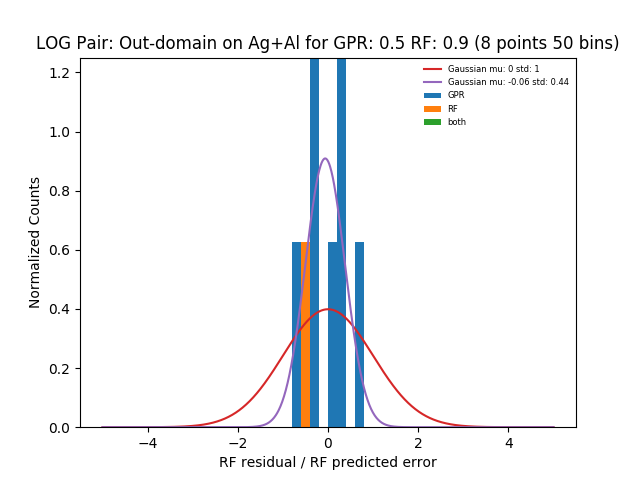 LOG Pair: Out-domain on Ag+Al for GPR: 0.5 RF: 0.9 (8 points 50 bins)
Gaussian mu: 0 std: 1
Gaussian mu: -0.06 std: 0.44
GPR
RF
both
Normalized Counts
1.2
1.0
0.8
0.6
0.4
0.2
0.0
−4 −2 0 2 4
RF residual / RF predicted error